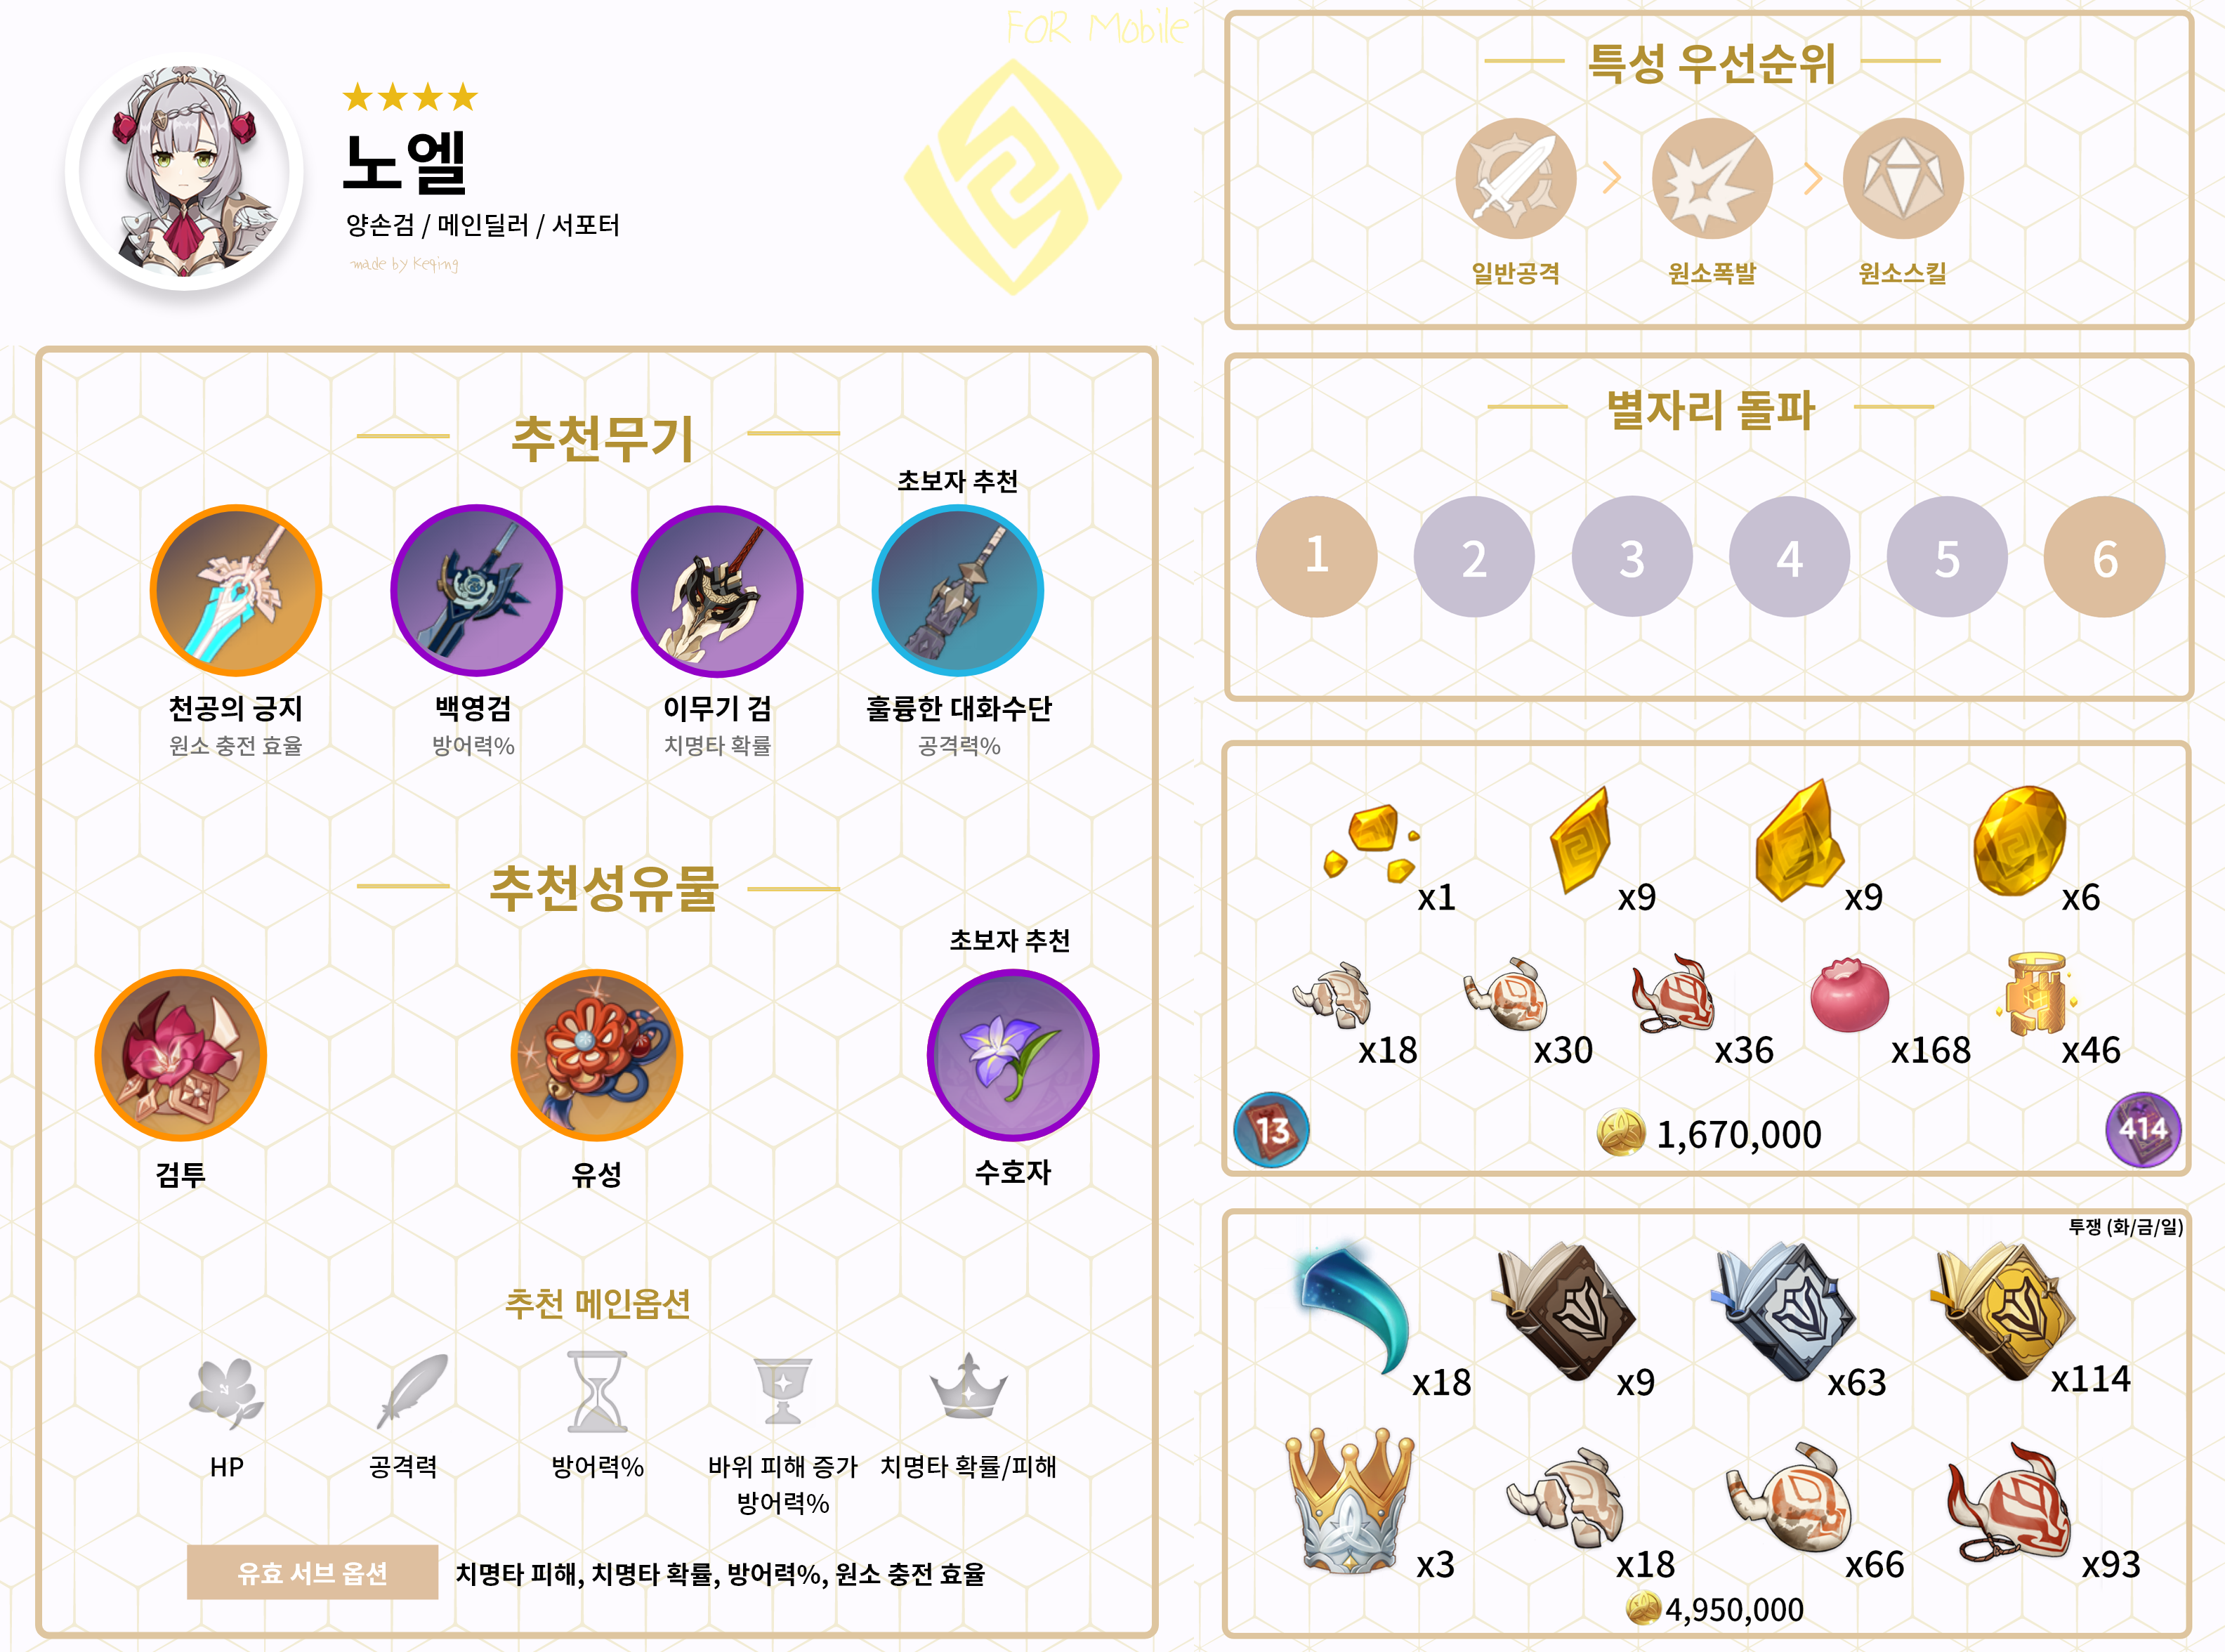 FOR Mobile
노엘
양손검 / 메인딜러 / 서포터
made by Keqing
추천무기
초보자 추천
천공의 긍지
원소 충전 효율
백영검
방어력%
이무기 검
치명타 확률
훌륭한 대화수단
공격력%
추천성유물
초보자 추천
검투
유성
수호자
추천 메인옵션
HP
공격력
방어력%
바위 피해 증가
방어력%
치명타 확률/피해
유효 서브 옵션
치명타 피해, 치명타 확률, 방어력%, 원소 충전 효율
특성 우선순위
일반공격
원소폭발
원소스킬
별자리 돌파
1 2 3 4 5 6
x1 x9 x9 x6
x18 x30 x36 x168 x46
13 1,670,000 414
투쟁 (화/금/일)
x18 x9 x63 x114
x3 x18 x66 x93
4,950,000